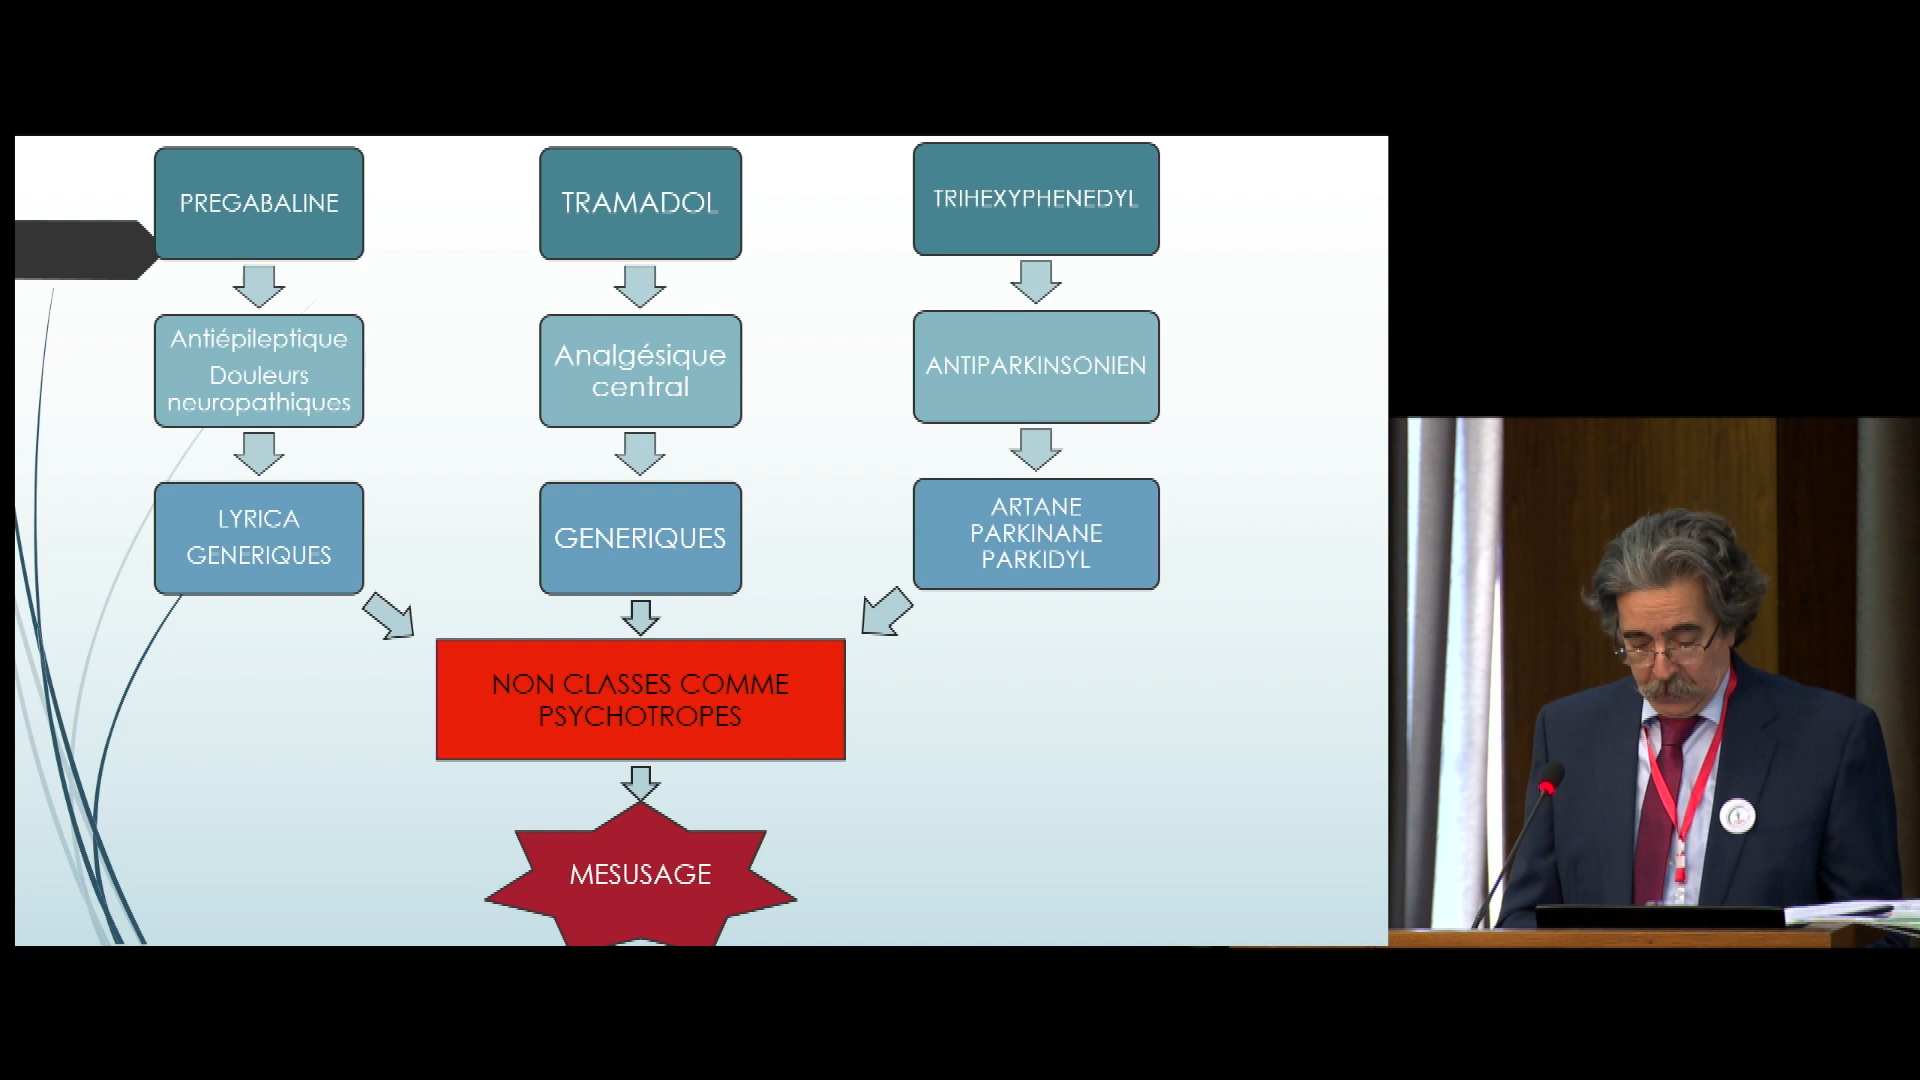 PREGABALINE
Antiépileptique
Douleurs
neuropathiques
LYRICA
GENERIQUES
TRAMADOL
Analgésique
central
GENERIQUES
TRIHEXYPHENEDYL
ANTIPARKINSONIEN
ARTANE
PARKINANE
PARKIDYL
NON CLASSES COMME
PSYCHOTROPES
MESUSAGE